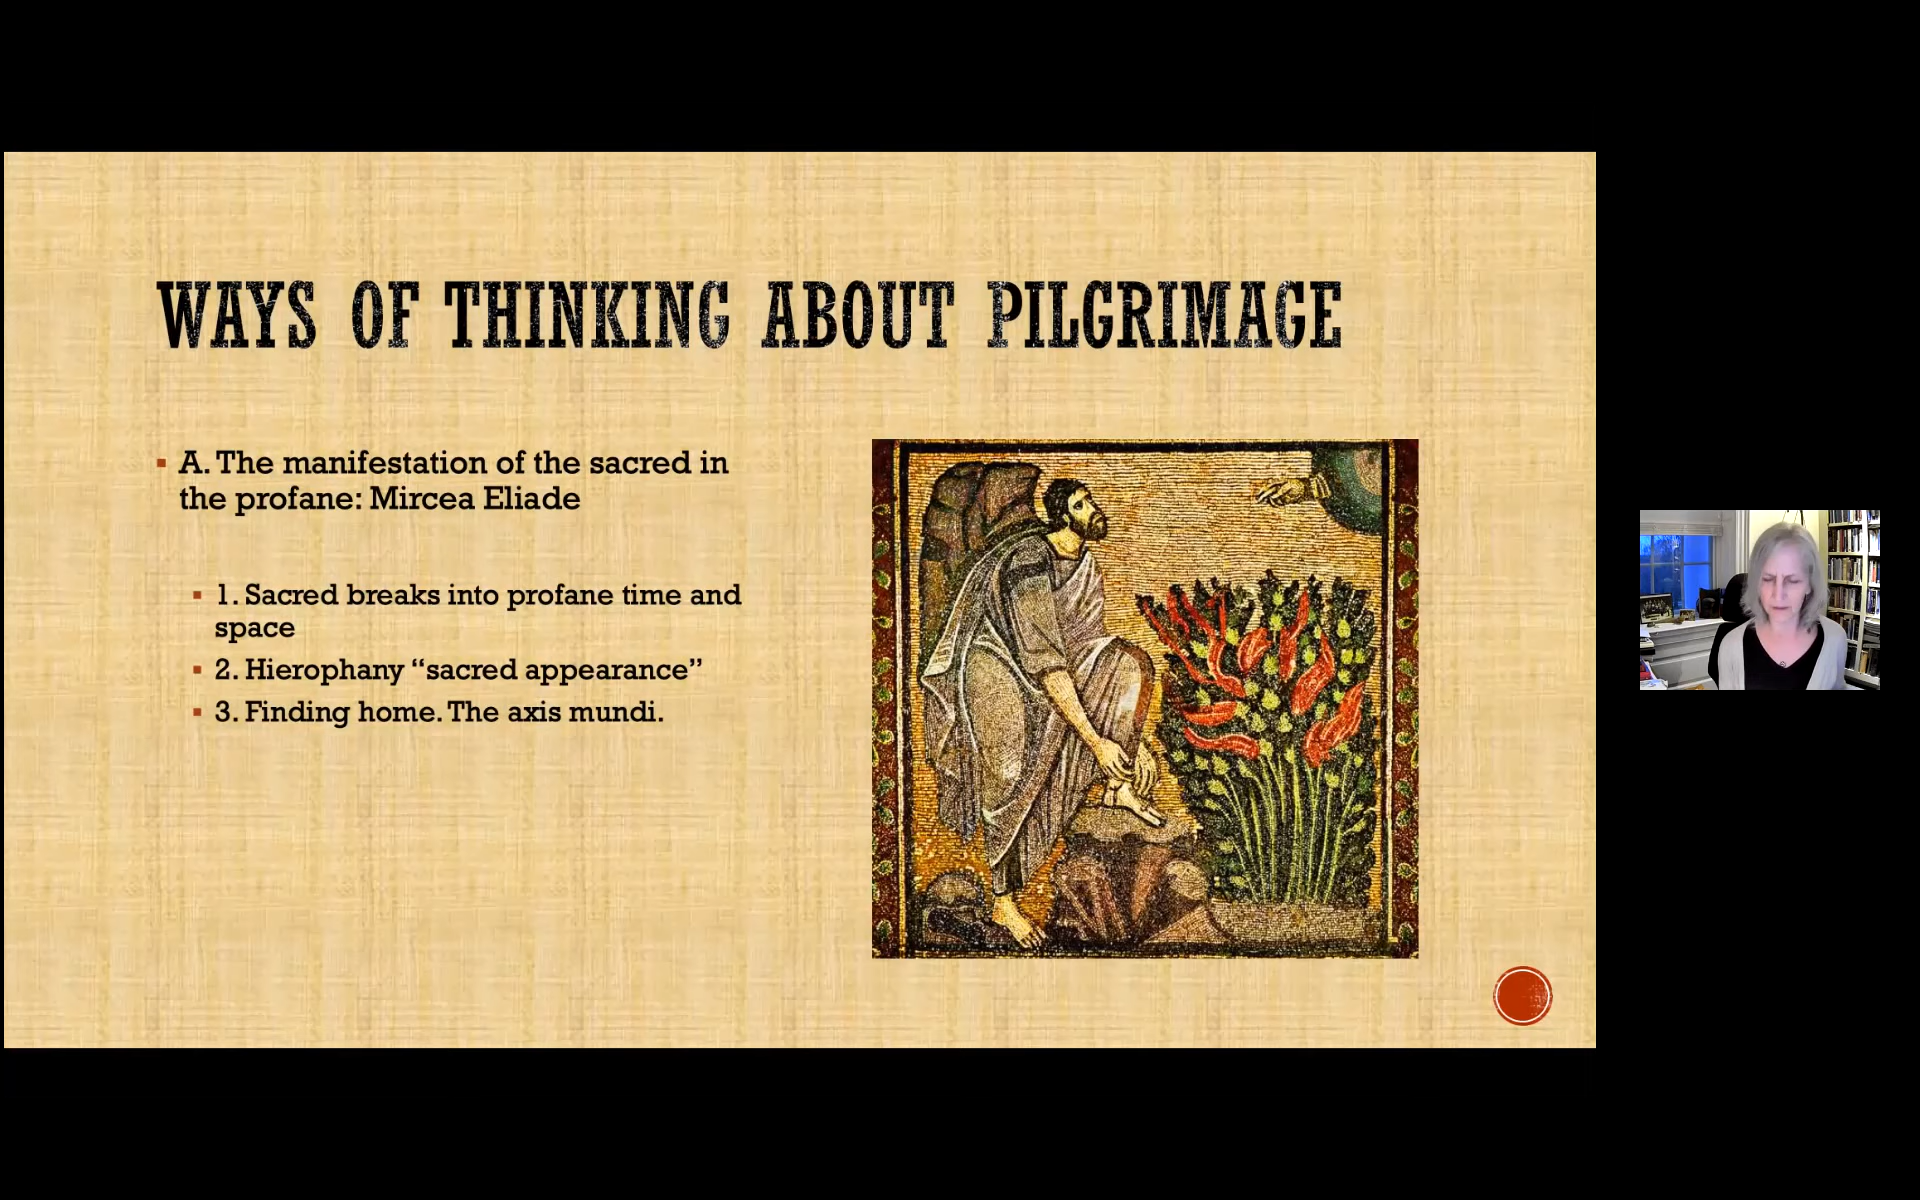 WAYS OF THINKING ABOUT PILGRIMAGE
A. The manifestation of the sacred in
the profane: Mircea Eliade
1. Sacred breaks into profane time and
space
2. Hierophany “sacred appearance”
3. Finding home. The axis mundi.